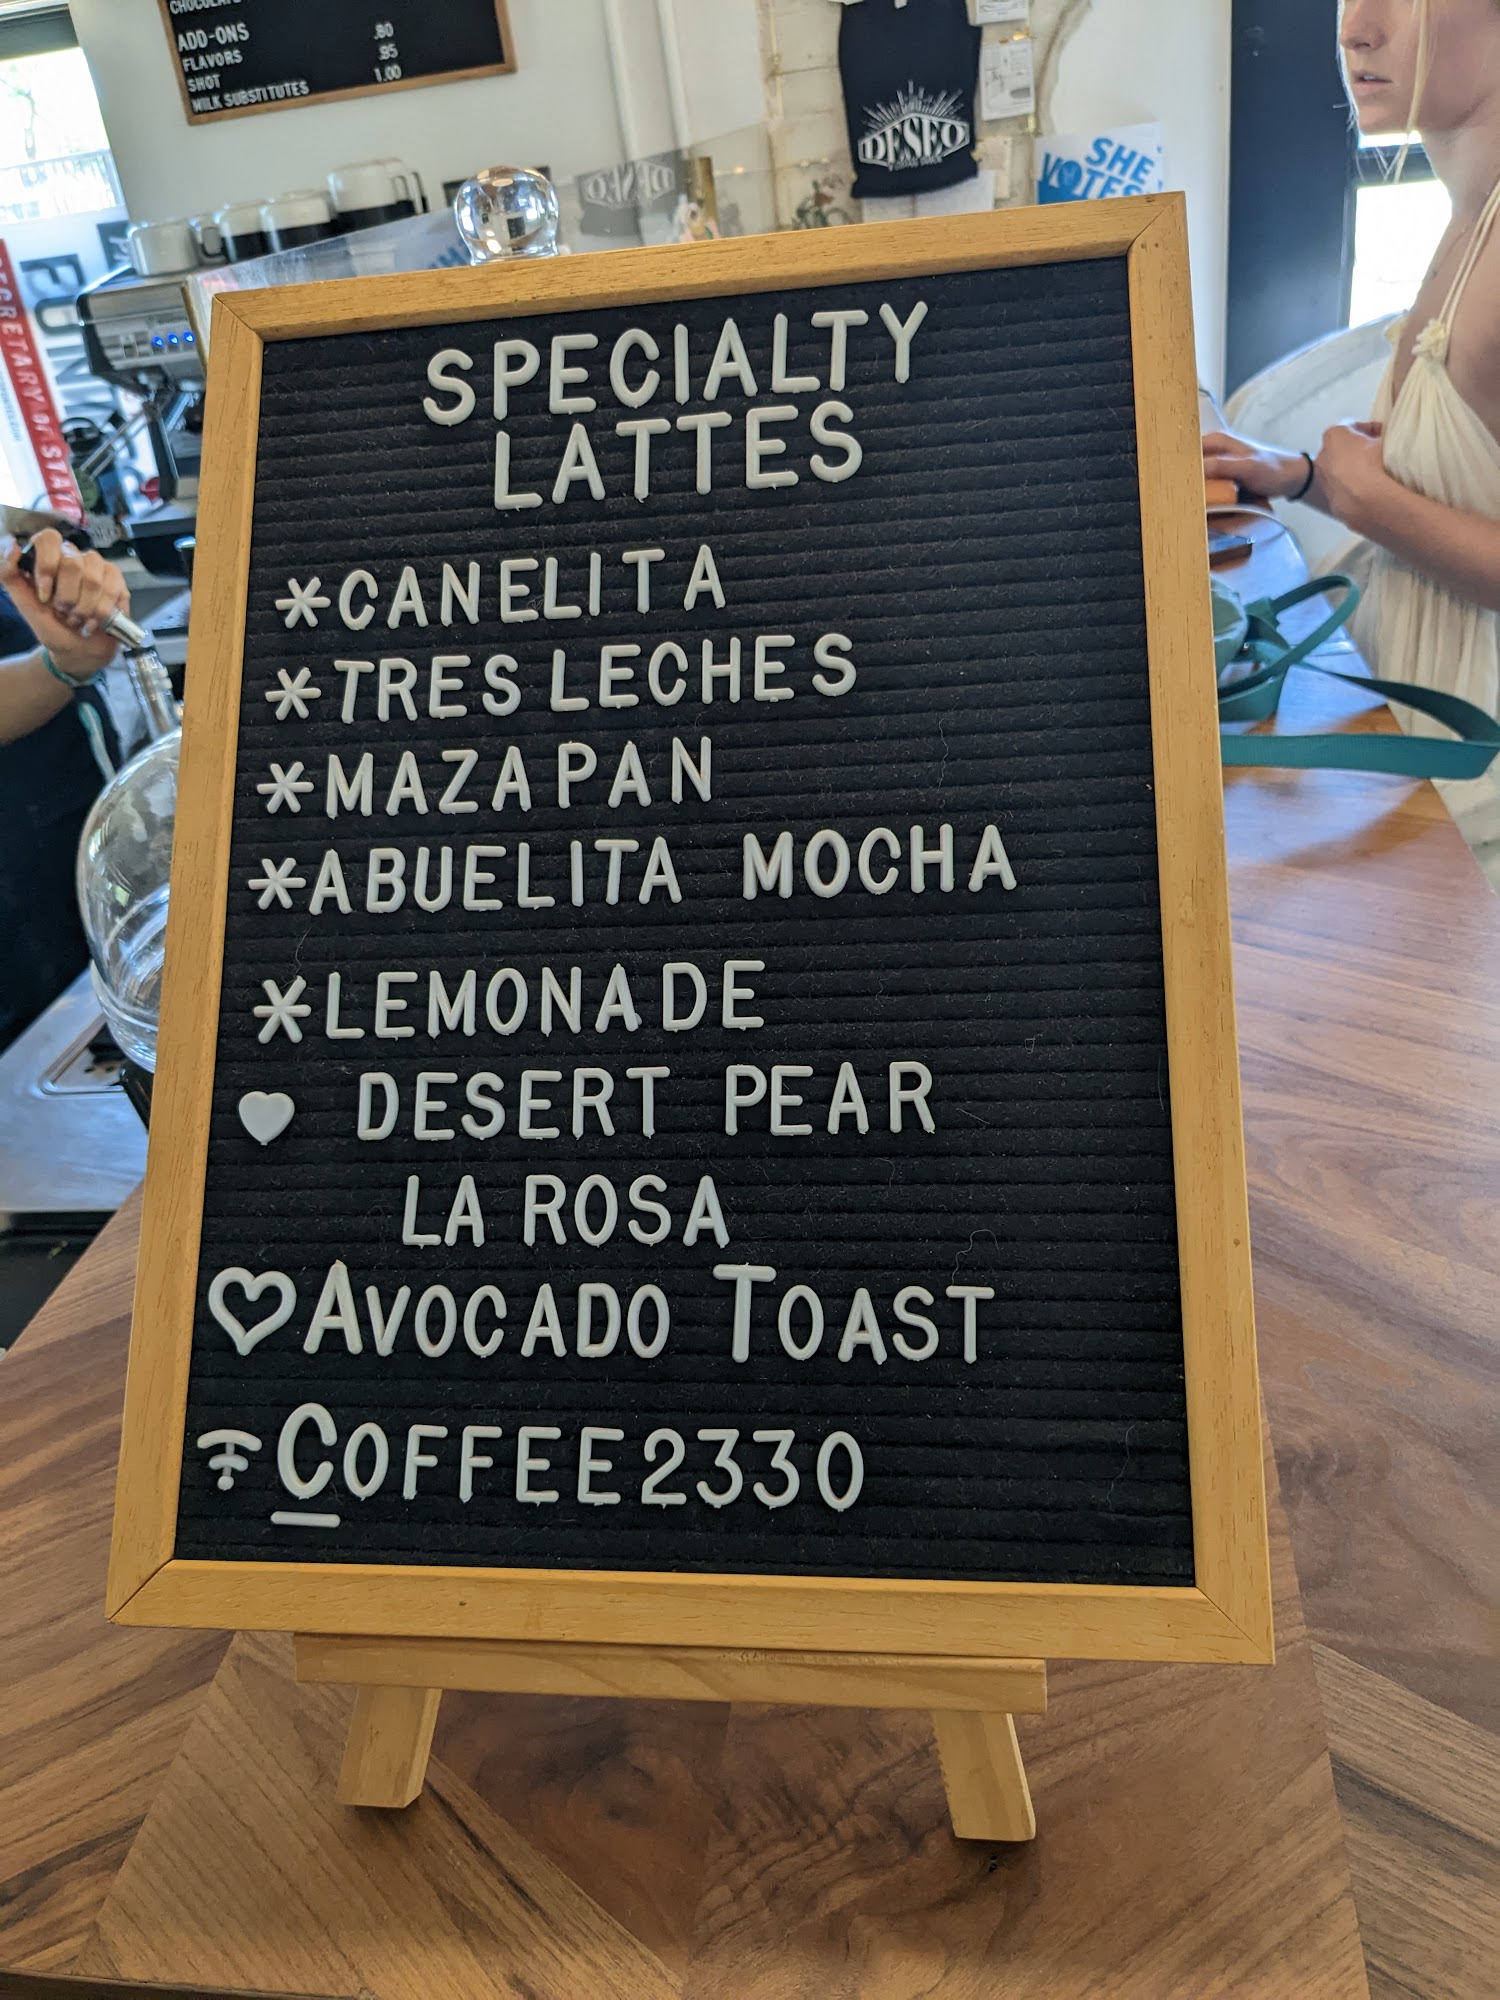 CHOCOLATE
ADD-ONS
FLAVORS .80
SHOT .95
MILK SUBSTITUTES 1.00
DESEO
SHE
VOTES
SECRETARY OF STATE
SPECIALTY
LATTES
*CANELITA
*TRES LECHES
*MAZAPAN
*ABUELITA MOCHA
*LEMONADE
♥ DESERT PEAR
LA ROSA
♡AVOCADO TOAST
COFFEE2330